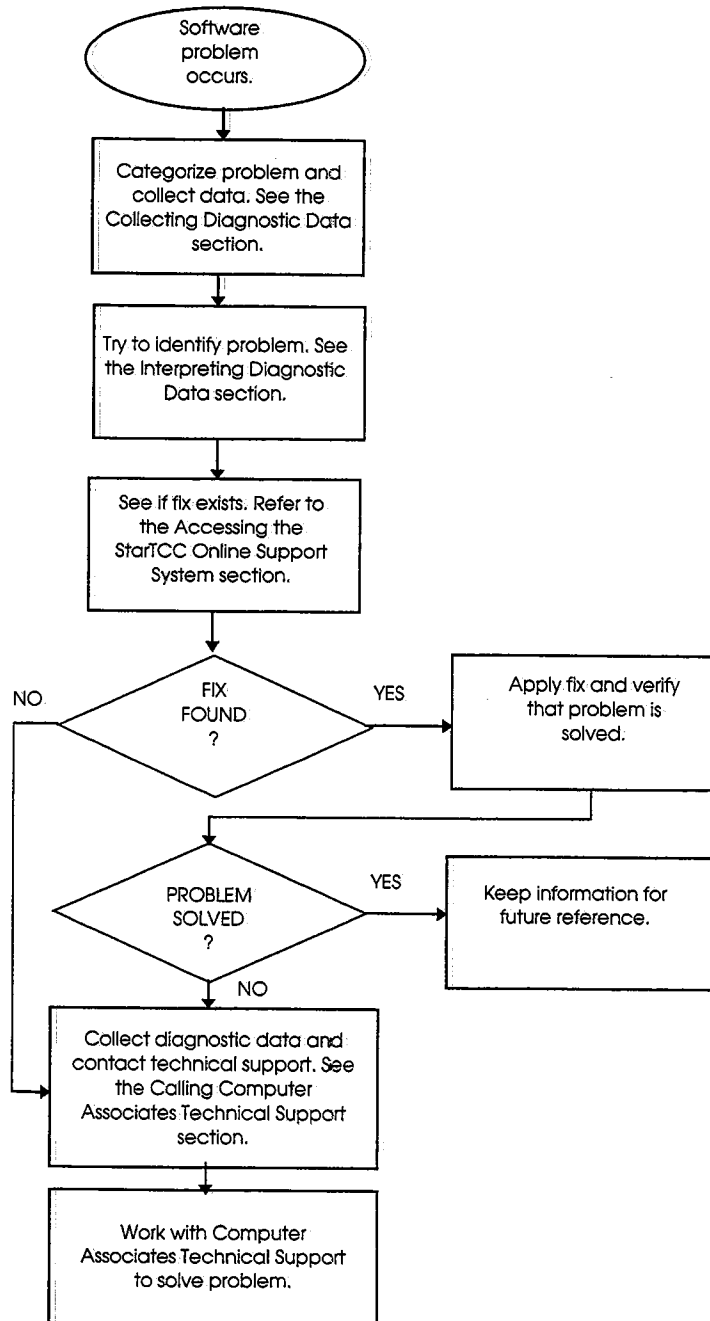 Software
problem
occurs.
Categorize problem and
collect data. See the
Collecting Diagnostic Data
section.
Try to identify problem. See
the Interpreting Diagnostic
Data section.
See if fix exists. Refer to
the Accessing the
StarTCC Online Support
System section.
NO
FIX
FOUND
?
YES
Apply fix and verify
that problem is
solved.
PROBLEM
SOLVED
?
YES
Keep information for
future reference.
NO
Collect diagnostic data and
contact technical support. See
the Calling Computer
Associates Technical Support
section.
Work with Computer
Associates Technical Support
to solve problem.